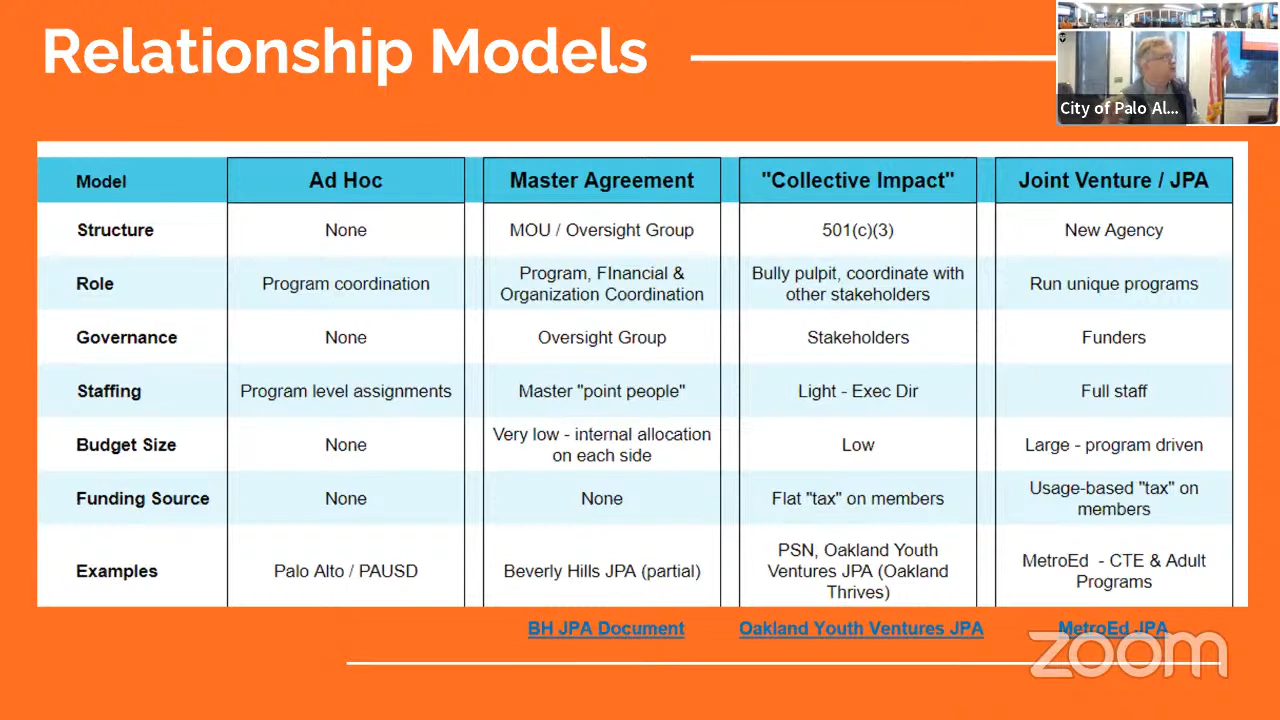 Relationship Models
City of Palo Al...
Model Ad Hoc Master Agreement "Collective Impact" Joint Venture / JPA
Structure None MOU / Oversight Group 501(c)(3) New Agency
Role Program coordination Program, FInancial & Organization Coordination Bully pulpit, coordinate with other stakeholders Run unique programs
Governance None Oversight Group Stakeholders Funders
Staffing Program level assignments Master "point people" Light - Exec Dir Full staff
Budget Size None Very low - internal allocation on each side Low Large - program driven
Funding Source None None Flat "tax" on members Usage-based "tax" on members
Examples Palo Alto / PAUSD Beverly Hills JPA (partial) PSN, Oakland Youth Ventures JPA (Oakland Thrives) MetroEd - CTE & Adult Programs
BH JPA Document Oakland Youth Ventures JPA MetroEd JPA
zoom